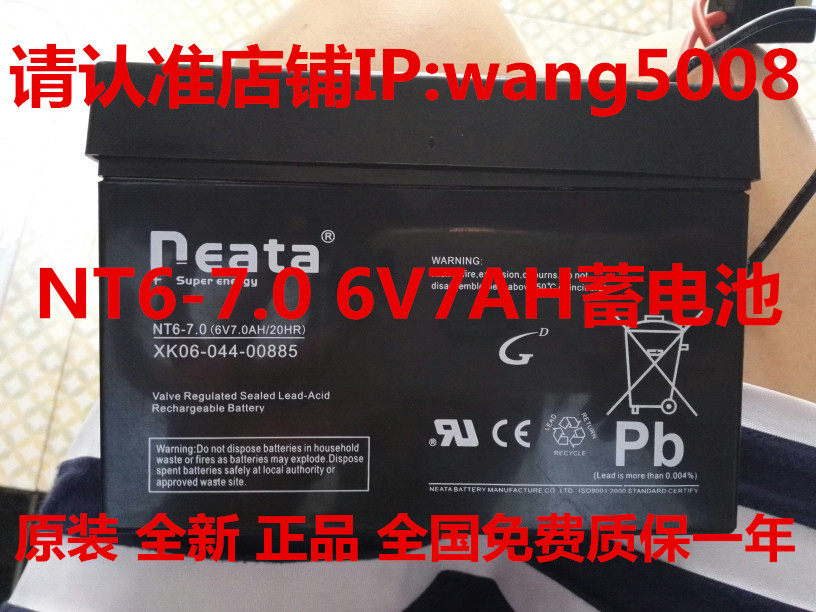 请认准店铺IP:wang5008
neata®
Super energy
WARNING:
NT6-7.0 6V7AH蓄电池
NT6-7.0 (6V7.0AH/20HR)
XK06-044-00885
G D
Valve Regulated Sealed Lead-Acid
Rechargeable Battery
Warning:Do not dispose batteries in household
waste or fires as batteries may explode.Dispose
spent batteries safely at local authority or
approved waste site.
LEAD RETURN
RECYCLE
CE
Pb
(Lead is more than 0.004%)
NEATA BATTERY MANUFACTURE CO LTD ISO9001:2000 STANDARD CERTIFY
原装 全新 正品 全国免费质保一年